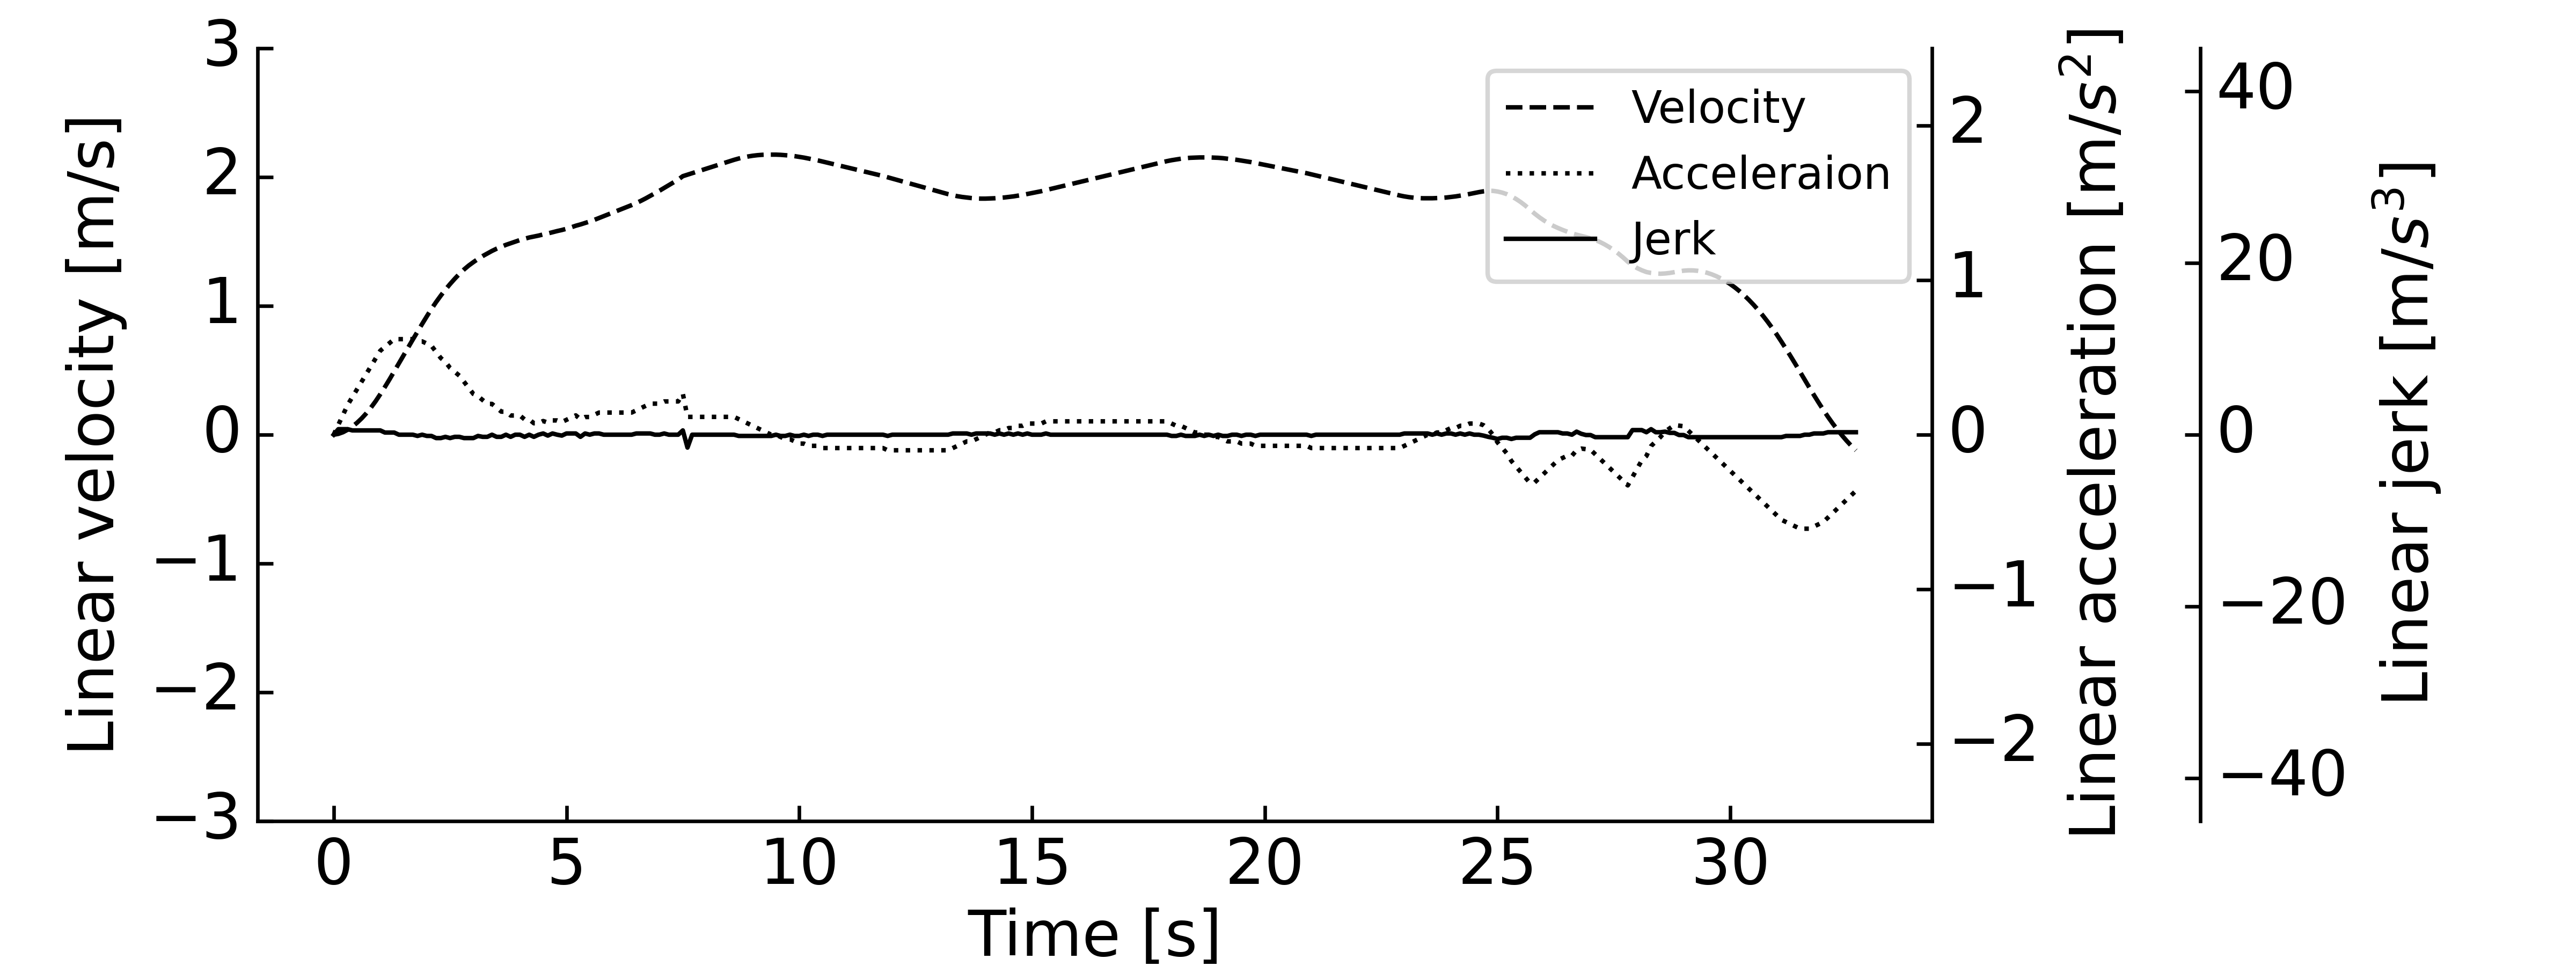 Linear velocity [m/s]
3
2
1
0
−1
−2
−3
0 5 10 15 20 25 30
Time [s]
Velocity
Acceleraion
Jerk
2
1
0
−1
−2
Linear acceleration [m/s²]
40
20
0
−20
−40
Linear jerk [m/s³]